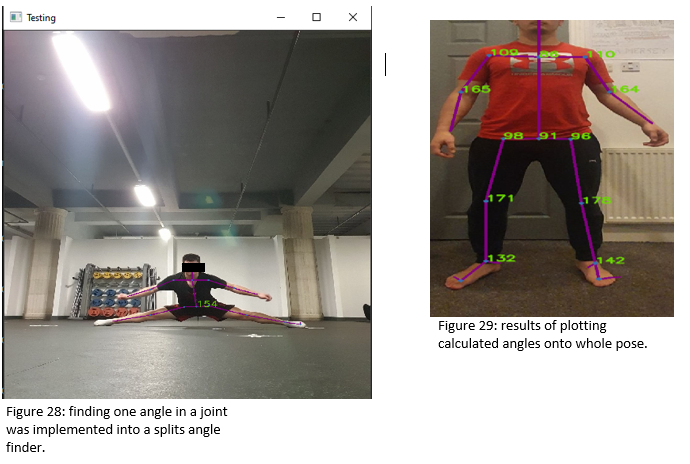 Testing
154
Figure 28: finding one angle in a joint
was implemented into a splits angle
finder.
109 89 110
165 164
98 91 96
171 178
132 142
Figure 29: results of plotting
calculated angles onto whole pose.